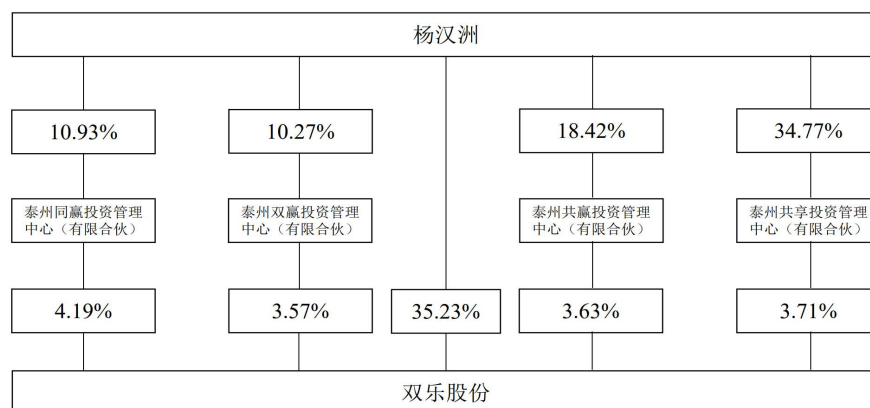 杨汉洲
10.93%
10.27%
18.42%
34.77%
泰州同赢投资管理
中心（有限合伙）
泰州双赢投资管理
中心（有限合伙）
泰州共赢投资管理
中心（有限合伙）
泰州共享投资管理
中心（有限合伙）
4.19%
3.57%
35.23%
3.63%
3.71%
双乐股份